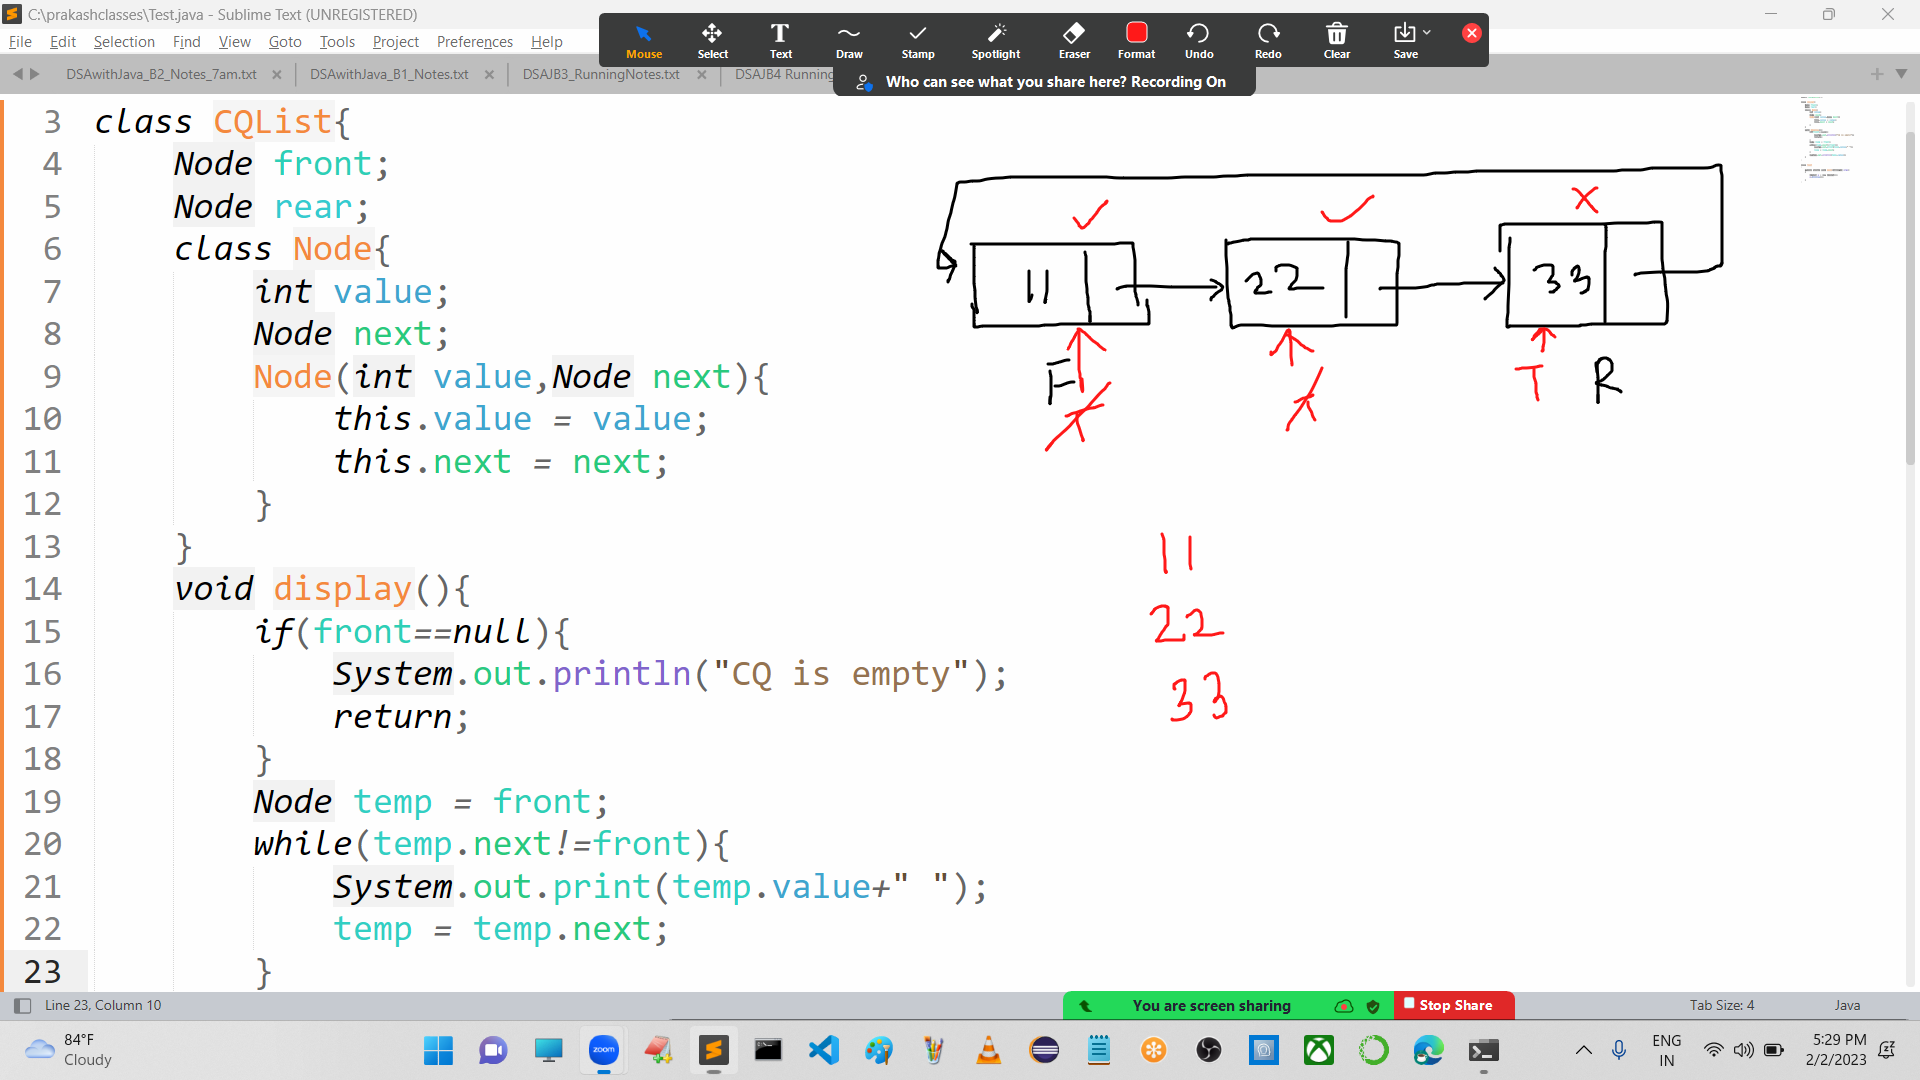 C:\prakashclasses\Test.java - Sublime Text (UNREGISTERED)
File Edit Selection Find View Goto Tools Project Preferences Help
Mouse Select Text Draw Stamp Spotlight Eraser Format Undo Redo Clear Save
Who can see what you share here? Recording On
DSAwithJava_B2_Notes_7am.txt DSAwithJava_B1_Notes.txt DSAJB3_RunningNotes.txt DSAJB4 Running
3 class CQList{
4 Node front;
5 Node rear;
6 class Node{
7 int value;
8 Node next;
9 Node(int value,Node next){
10 this.value = value;
11 this.next = next;
12 }
13 }
14 void display(){
15 if(front==null){
16 System.out.println("CQ is empty");
17 return;
18 }
19 Node temp = front;
20 while(temp.next!=front){
21 System.out.print(temp.value+" ");
22 temp = temp.next;
23 }
11 22 33
F T R
11
22
33
Line 23, Column 10
You are screen sharing
Stop Share
Tab Size: 4
Java
84°F
Cloudy
zoom
ENG
IN
5:29 PM
2/2/2023